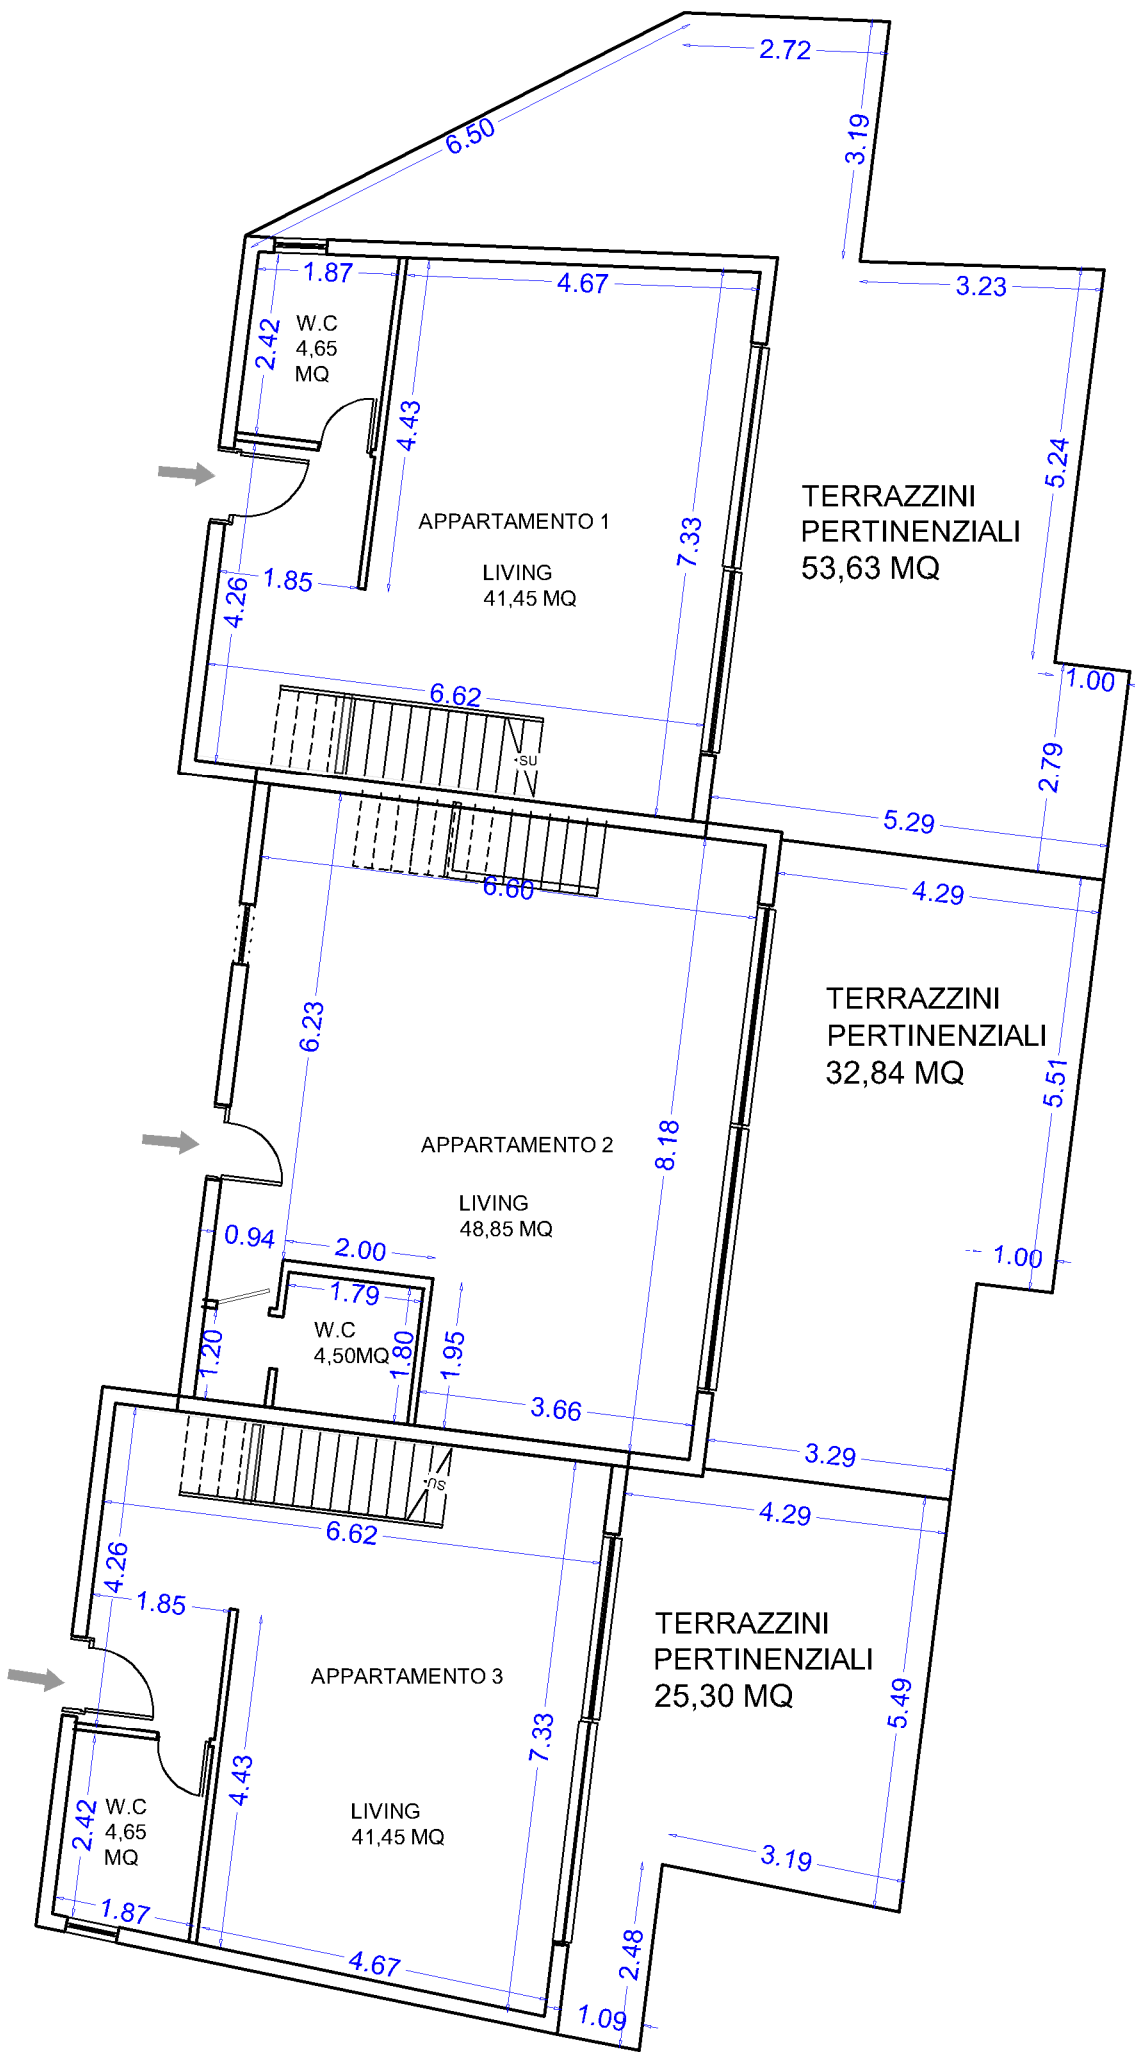 2.72
6.50
3.19
1.87
4.67
3.23
W.C
4,65
MQ
2.42
4.43
5.24
TERRAZZINI
PERTINENZIALI
53,63 MQ
APPARTAMENTO 1
7.33
LIVING
41,45 MQ
1.85
4.26
6.62
1.00
SU
2.79
5.29
6.60
4.29
TERRAZZINI
PERTINENZIALI
32,84 MQ
6.23
5.51
APPARTAMENTO 2
8.18
LIVING
48,85 MQ
0.94
2.00
1.00
1.79
W.C
4,50MQ
1.20
1.80
1.95
3.66
3.29
SU
4.29
6.62
4.26
1.85
TERRAZZINI
PERTINENZIALI
25,30 MQ
APPARTAMENTO 3
5.49
7.33
4.43
LIVING
41,45 MQ
W.C
4,65
MQ
2.42
3.19
1.87
4.67
2.48
1.09